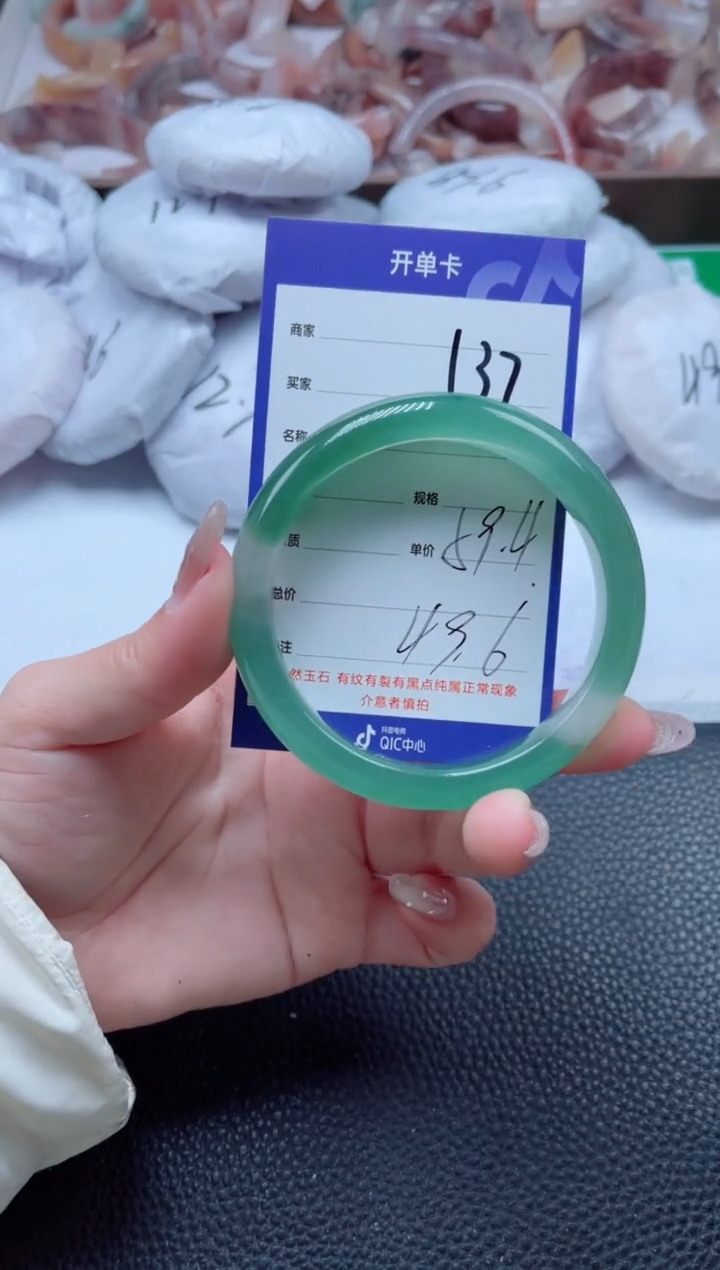 开单卡
商家
137
买家
名称
规格
质
单价 59.4
总价
49.6
注
然玉石 有纹有裂有黑点纯属正常现象
介意者慎拍
抖音电商
QIC中心